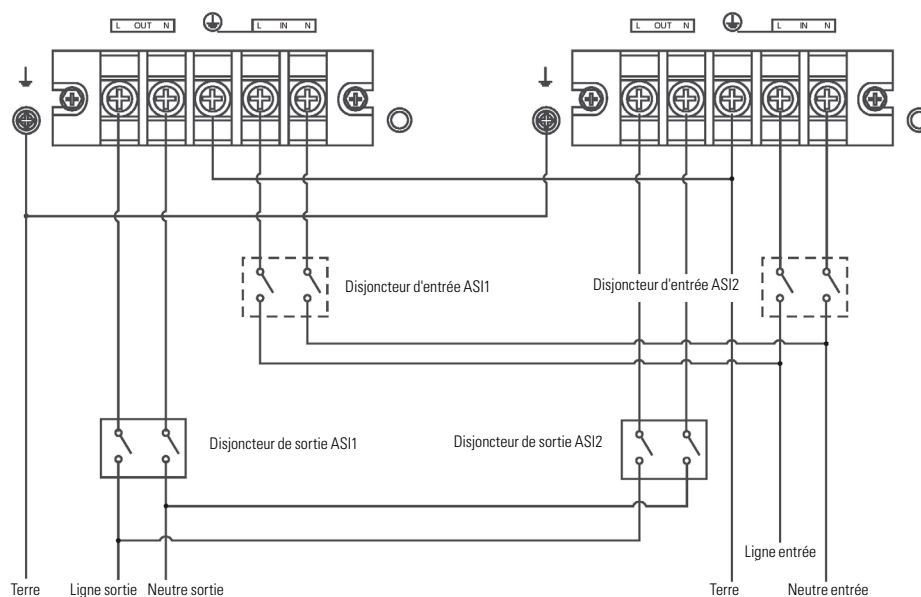 L OUT N
L IN N
L OUT N
L IN N
Disjoncteur d'entrée ASI1
Disjoncteur d'entrée ASI2
Disjoncteur de sortie ASI1
Disjoncteur de sortie ASI2
Ligne entrée
Terre
Ligne sortie
Neutre sortie
Terre
Neutre entrée